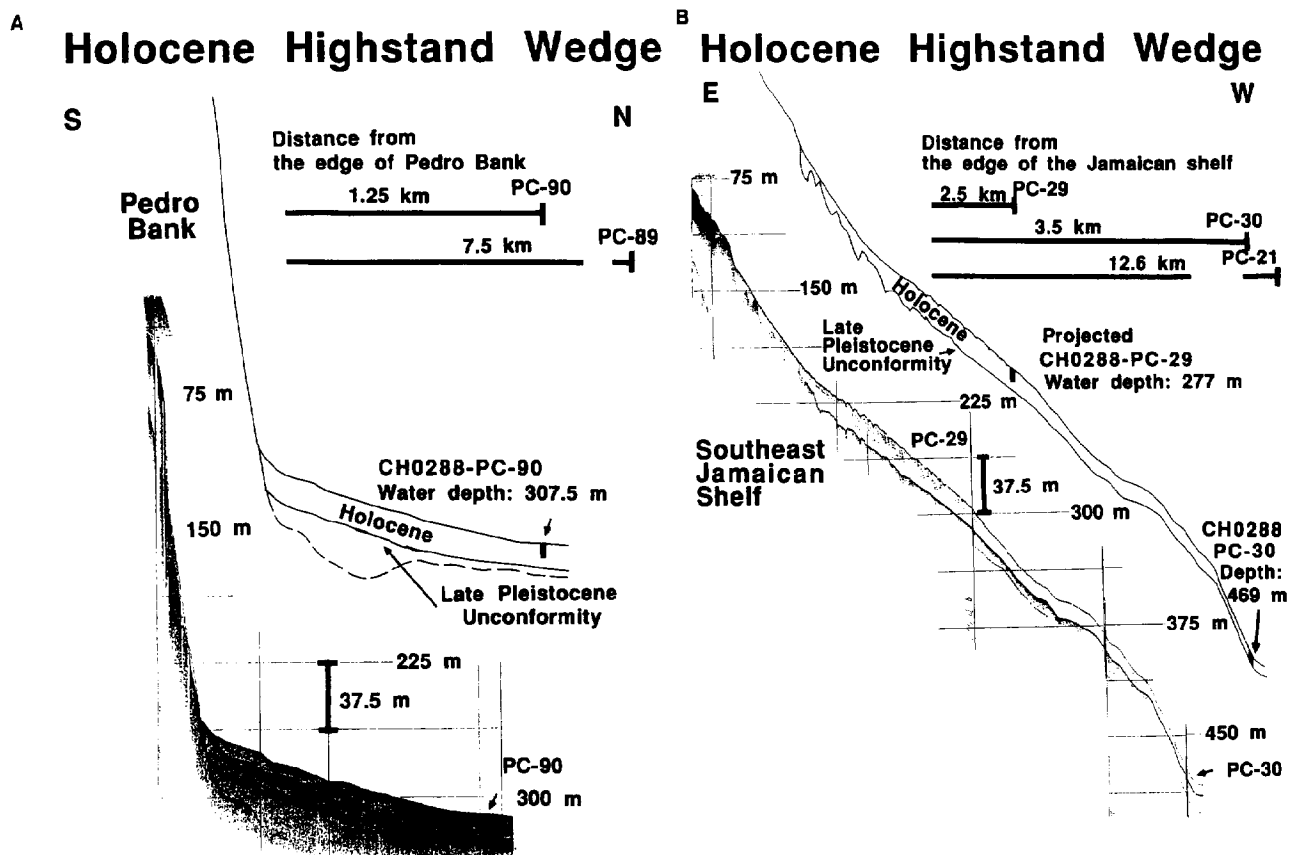 A
Holocene Highstand Wedge
S
N
Distance from
the edge of Pedro Bank
1.25 km
PC-90
7.5 km
PC-89
Pedro
Bank
75 m
CH0288-PC-90
Water depth: 307.5 m
Holocene
150 m
Late Pleistocene
Unconformity
225 m
37.5 m
PC-90
300 m
B
Holocene Highstand Wedge
E
W
Distance from
the edge of the Jamaican shelf
75 m
2.5 km
PC-29
3.5 km
PC-30
12.6 km
PC-21
150 m
Holocene
Late
Pleistocene
Unconformity
Projected
CH0288-PC-29
Water depth: 277 m
225 m
PC-29
Southeast
Jamaican
Shelf
37.5 m
300 m
CH0288
PC-30
Depth:
469 m
375 m
450 m
PC-30